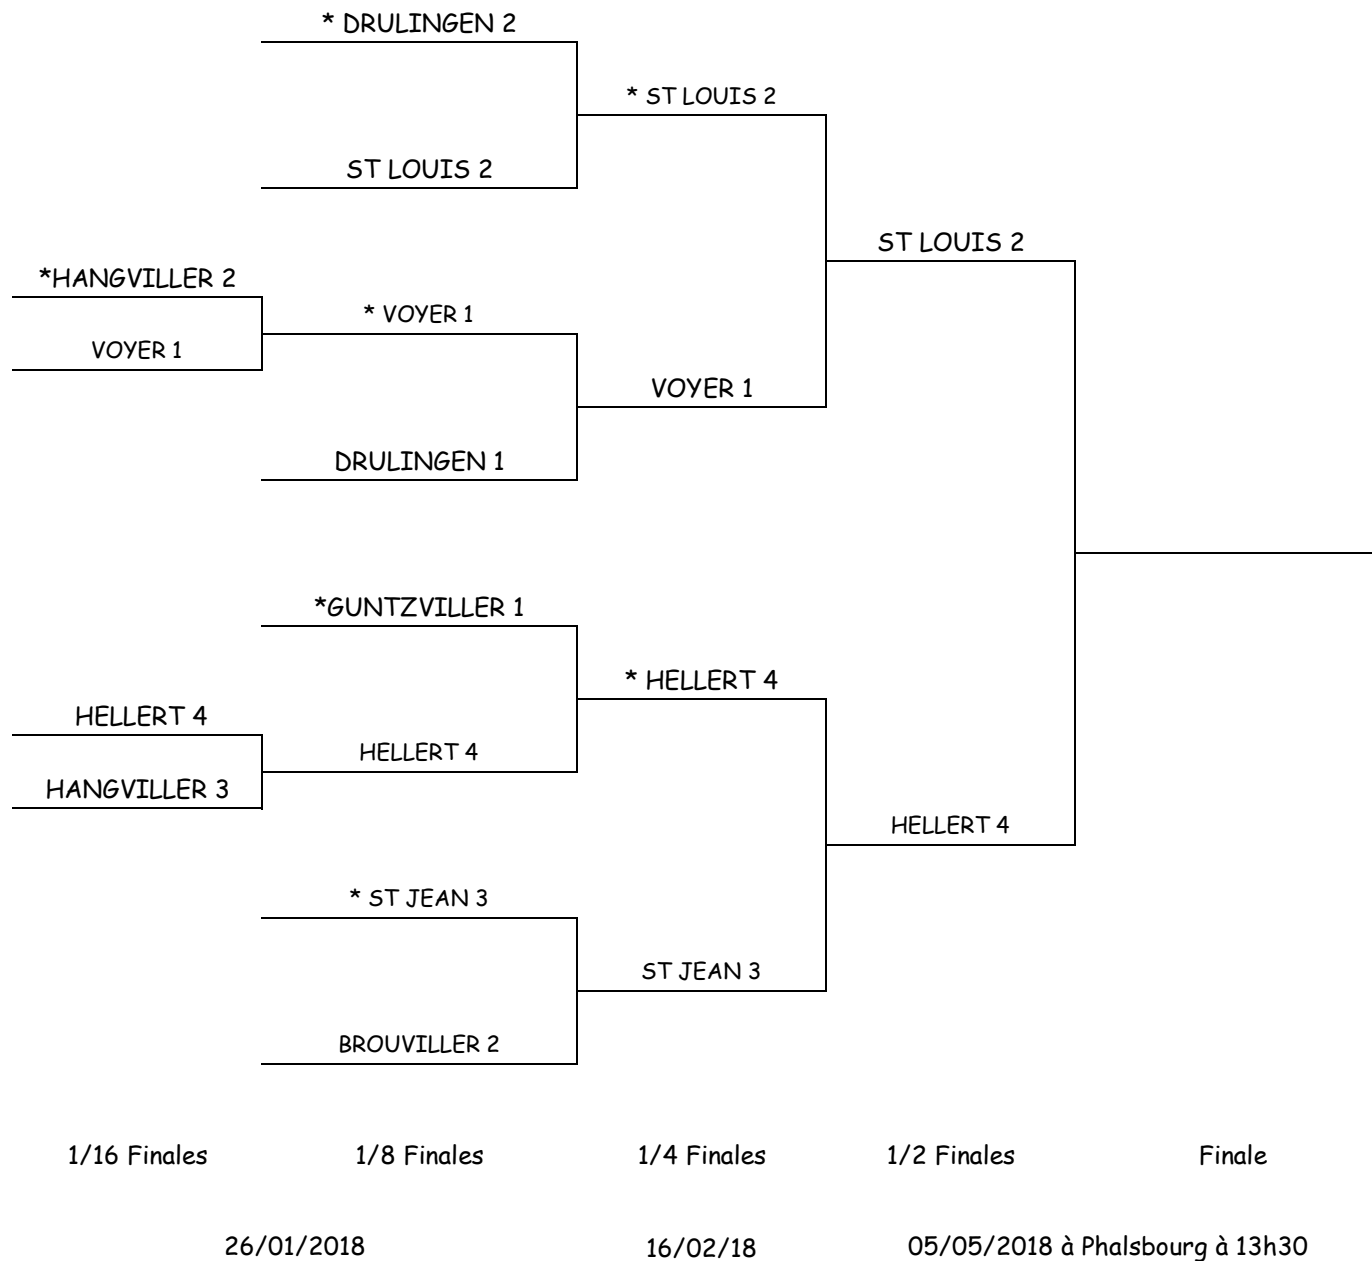 * DRULINGEN 2
* ST LOUIS 2
ST LOUIS 2
ST LOUIS 2
*HANGVILLER 2
* VOYER 1
VOYER 1
VOYER 1
DRULINGEN 1
*GUNTZVILLER 1
* HELLERT 4
HELLERT 4
HELLERT 4
HANGVILLER 3
HELLERT 4
* ST JEAN 3
ST JEAN 3
BROUVILLER 2
1/16 Finales 1/8 Finales 1/4 Finales 1/2 Finales Finale
26/01/2018 16/02/18 05/05/2018 à Phalsbourg à 13h30